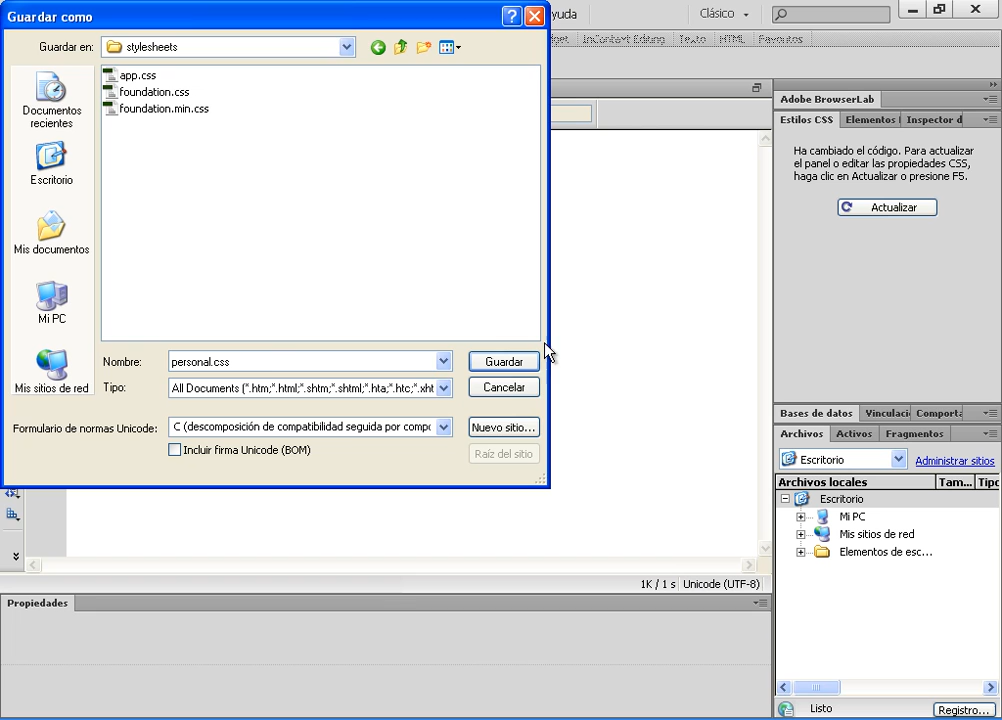 Guardar como
yuda
Clásico
Guardar en:
stylesheets
InContext Editing
Texto
HTML
Favoritos
app.css
foundation.css
foundation.min.css
Documentos
recientes
Escritorio
Mis documentos
Mi PC
Mis sitios de red
Nombre:
personal.css
Guardar
Tipo:
All Documents (*.htm;*.html;*.shtm;*.shtml;*.hta;*.htc;*.xht
Cancelar
Formulario de normas Unicode:
C (descomposición de compatibilidad seguida por compo
Nuevo sitio...
Incluir firma Unicode (BOM)
Raíz del sitio
Adobe BrowserLab
Estilos CSS
Elementos
Inspector d
Ha cambiado el código. Para actualizar
el panel o editar las propiedades CSS,
haga clic en Actualizar o presione F5.
Actualizar
Bases de datos
Vinculaci
Comporta
Archivos
Activos
Fragmentos
Escritorio
Administrar sitios
Archivos locales
Tam...
Tipo
Escritorio
Mi PC
Mis sitios de red
Elementos de esc...
1K / 1 s
Unicode (UTF-8)
Propiedades
Listo
Registro...